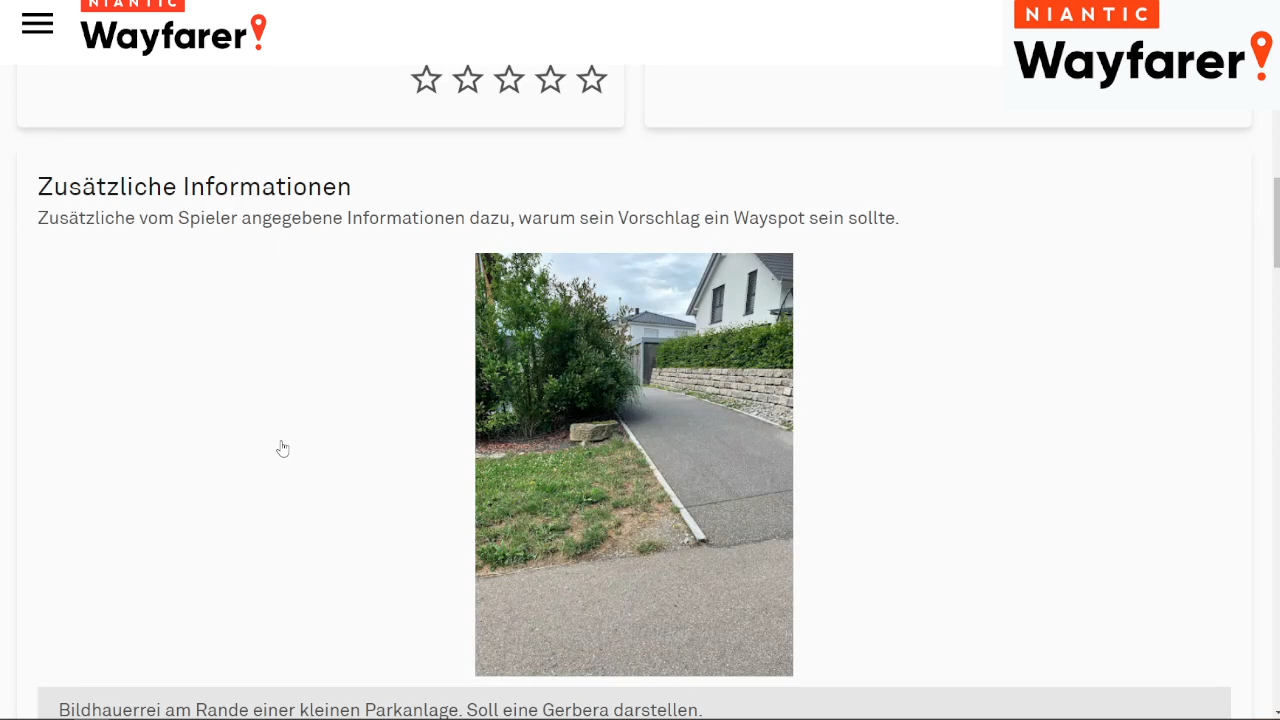 NIANTIC
Wayfarer
NIANTIC
Wayfarer
Zusätzliche Informationen
Zusätzliche vom Spieler angegebene Informationen dazu, warum sein Vorschlag ein Wayspot sein sollte.
Bildhauerrei am Rande einer kleinen Parkanlage. Soll eine Gerbera darstellen.